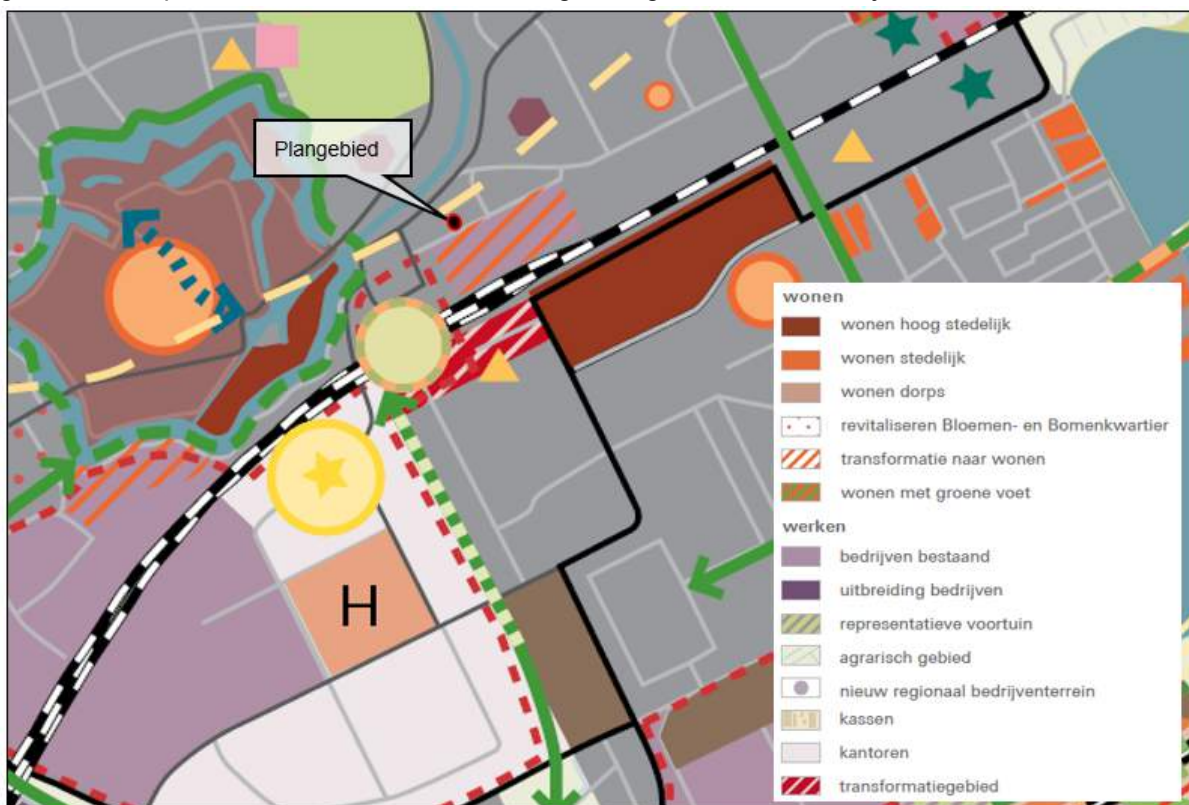 Plangebied
H
wonen
wonen hoog stedelijk
wonen stedelijk
wonen dorps
revitaliseren Bloemen- en Bomenkwartier
transformatie naar wonen
wonen met groene voet
werken
bedrijven bestaand
uitbreiding bedrijven
representatieve voortuin
agrarisch gebied
nieuw regionaal bedrijventerrein
kassen
kantoren
transformatiegebied